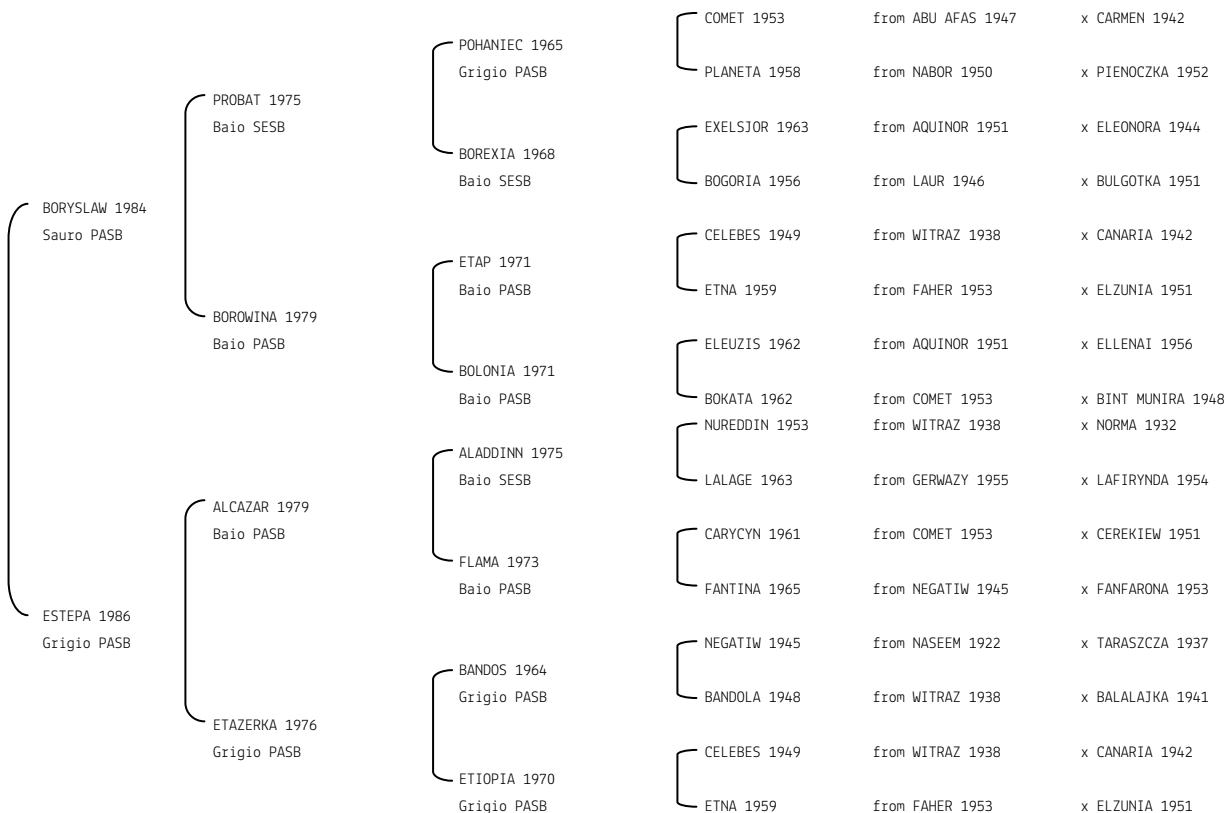 COMET 1953 from ABU AFAS 1947 x CARMEN 1942
POHANIEC 1965
Grigio PASB PLANETA 1958 from NABOR 1950 x PIENOCZKA 1952
PROBAT 1975
Baio SESB EXELSJOR 1963 from AQUINOR 1951 x ELEONORA 1944
BOREXIA 1968
Baio SESB BOGORIA 1956 from LAUR 1946 x BULGOTKA 1951
BORYSLAW 1984
Sauro PASB CELEBES 1949 from WITRAZ 1938 x CANARIA 1942
ETAP 1971
Baio PASB ETNA 1959 from FAHER 1953 x ELZUNIA 1951
BOROWINA 1979
Baio PASB ELEUZIS 1962 from AQUINOR 1951 x ELLENAI 1956
BOLONIA 1971
Baio PASB BOKATA 1962 from COMET 1953 x BINT MUNIRA 1948
NUREDDIN 1953 from WITRAZ 1938 x NORMA 1932
ALADDINN 1975
Baio SESB LALAGE 1963 from GERWAZY 1955 x LAFIRYNDA 1954
ALCAZAR 1979
Baio PASB CARYCYN 1961 from COMET 1953 x CEREKIEW 1951
FLAMA 1973
Baio PASB FANTINA 1965 from NEGATIW 1945 x FANFARONA 1953
ESTEPA 1986
Grigio PASB NEGATIW 1945 from NASEEM 1922 x TARASZCZA 1937
BANDOS 1964
Grigio PASB BANDOLA 1948 from WITRAZ 1938 x BALALAJKA 1941
ETAZERKA 1976
Grigio PASB CELEBES 1949 from WITRAZ 1938 x CANARIA 1942
ETIOPIA 1970
Grigio PASB ETNA 1959 from FAHER 1953 x ELZUNIA 1951